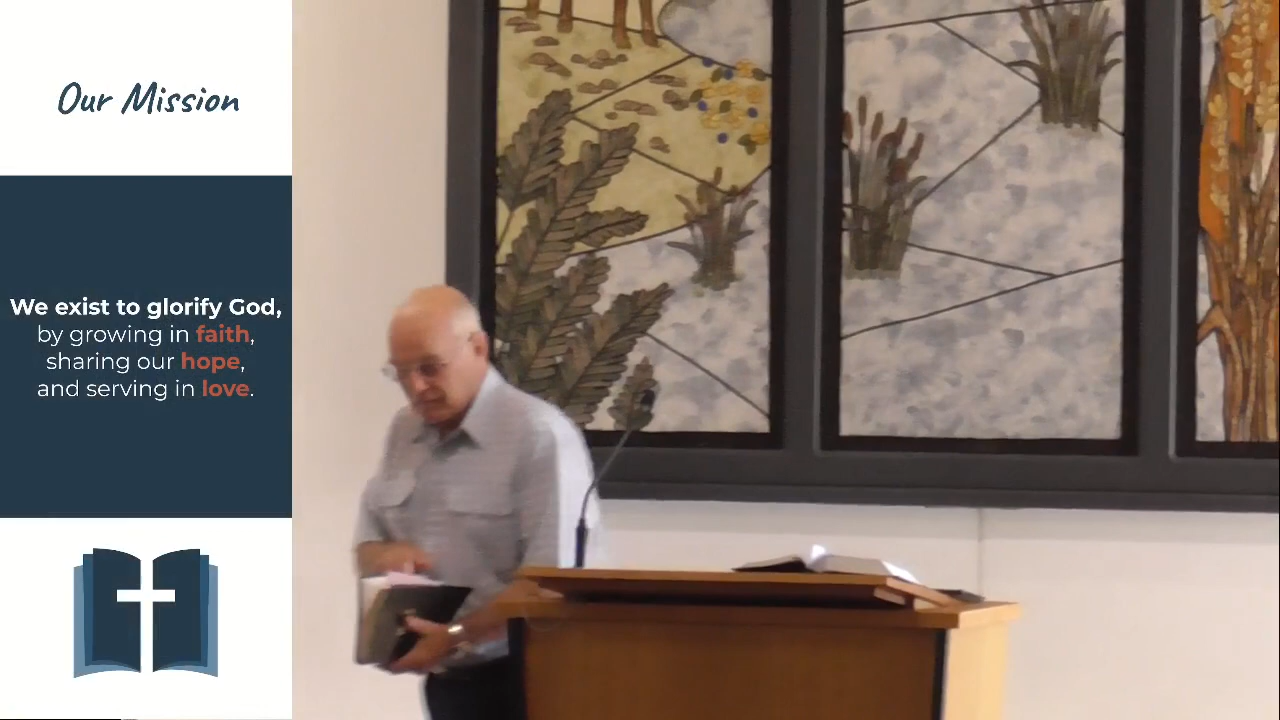 Our Mission
We exist to glorify God,
by growing in faith,
sharing our hope,
and serving in love.